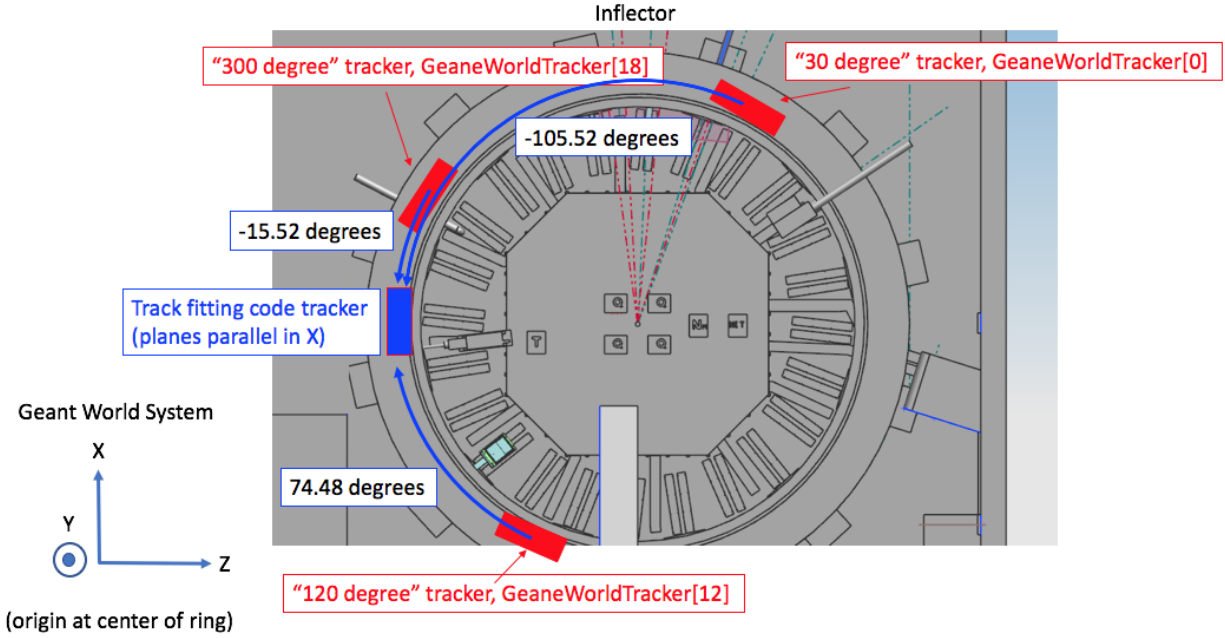 Inflector
“300 degree” tracker, GeaneWorldTracker[18]
“30 degree” tracker, GeaneWorldTracker[0]
-105.52 degrees
-15.52 degrees
Track fitting code tracker
(planes parallel in X)
Q Q
T
Q Q
Geant World System
X
Y
Z
(origin at center of ring)
74.48 degrees
“120 degree” tracker, GeaneWorldTracker[12]